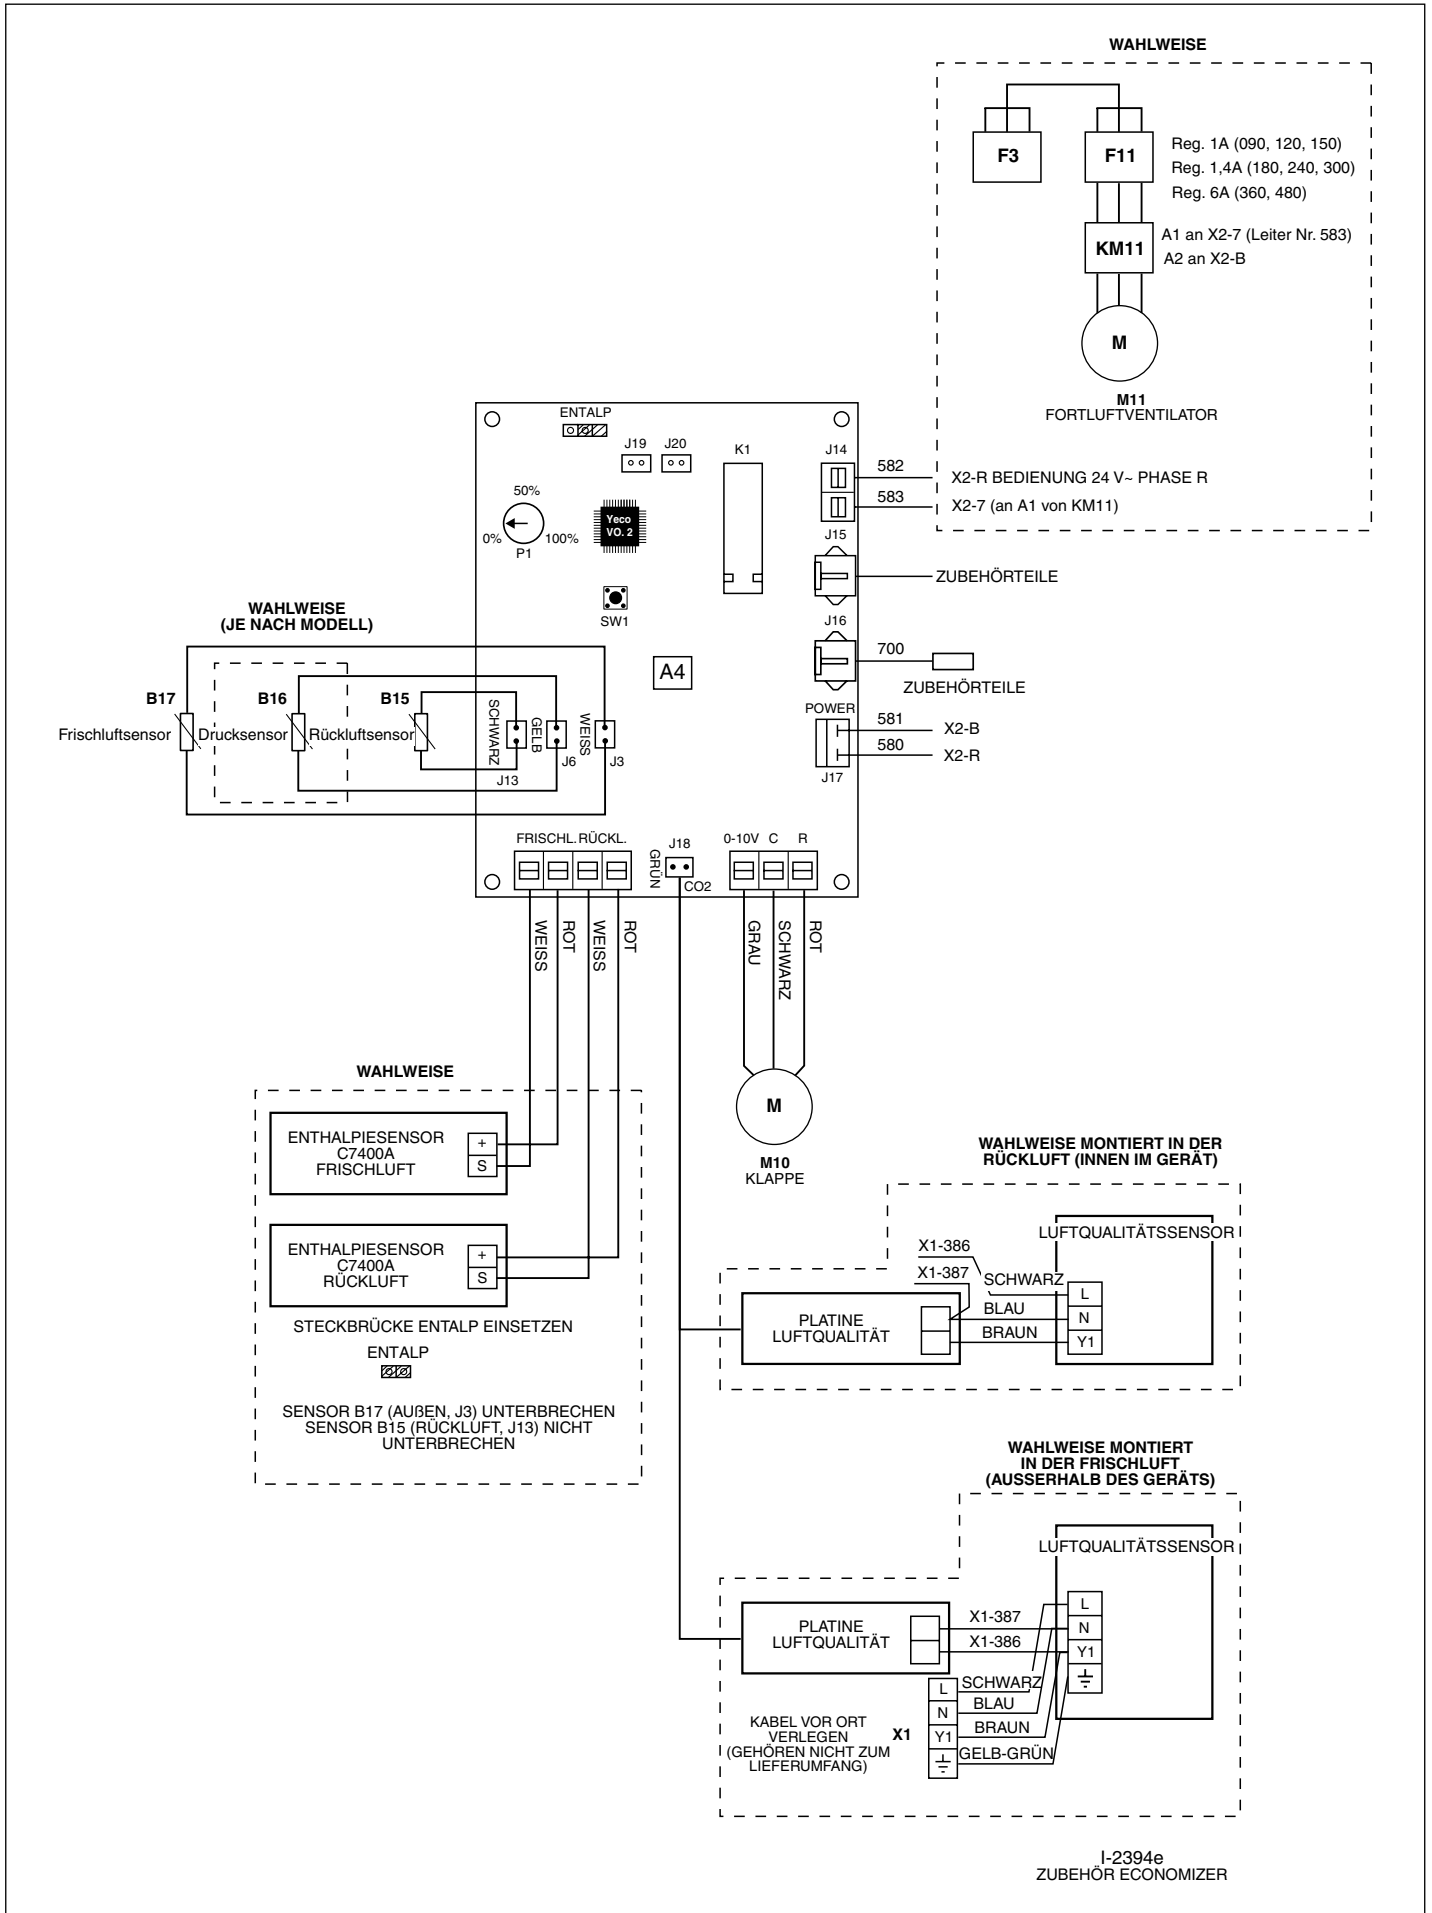 WAHLWEISE
F3
F11
Reg. 1A (090, 120, 150)
Reg. 1,4A (180, 240, 300)
Reg. 6A (360, 480)
KM11
A1 an X2-7 (Leiter Nr. 583)
A2 an X2-B
M
M11
FORTLUFTVENTILATOR
ENTALP
J19
J20
K1
J14
582
X2-R BEDIENUNG 24 V~ PHASE R
583
X2-7 (an A1 von KM11)
50%
0%
100%
P1
Yeco
VO. 2
J15
ZUBEHÖRTEILE
SW1
J16
700
ZUBEHÖRTEILE
A4
WAHLWEISE
(JE NACH MODELL)
B17
B16
B15
Frischluftsensor
Drucksensor
Rückluftsensor
SCHWARZ
GELB
WEISS
J13
J6
J3
POWER
581
X2-B
580
X2-R
J17
FRISCHL.
RÜCKL.
GRÜN
J18
CO2
0-10V
C
R
WEISS
ROT
WEISS
ROT
GRAU
SCHWARZ
ROT
M
M10
KLAPPE
WAHLWEISE
ENTHALPIESENSOR
C7400A
FRISCHLUFT
+
S
ENTHALPIESENSOR
C7400A
RÜCKLUFT
+
S
STECKBRÜCKE ENTALP EINSETZEN
ENTALP
SENSOR B17 (AUßEN, J3) UNTERBRECHEN
SENSOR B15 (RÜCKLUFT, J13) NICHT
UNTERBRECHEN
WAHLWEISE MONTIERT IN DER
RÜCKLUFT (INNEN IM GERÄT)
LUFTQUALITÄTSSENSOR
X1-386
X1-387
SCHWARZ
L
BLAU
N
BRAUN
Y1
PLATINE
LUFTQUALITÄT
WAHLWEISE MONTIERT
IN DER FRISCHLUFT
(AUSSERHALB DES GERÄTS)
LUFTQUALITÄTSSENSOR
PLATINE
LUFTQUALITÄT
X1-387
X1-386
L
N
Y1
KABEL VOR ORT
VERLEGEN
(GEHÖREN NICHT ZUM
LIEFERUMFANG)
X1
L
SCHWARZ
N
BLAU
Y1
BRAUN
GELB-GRÜN
I-2394e
ZUBEHÖR ECONOMIZER